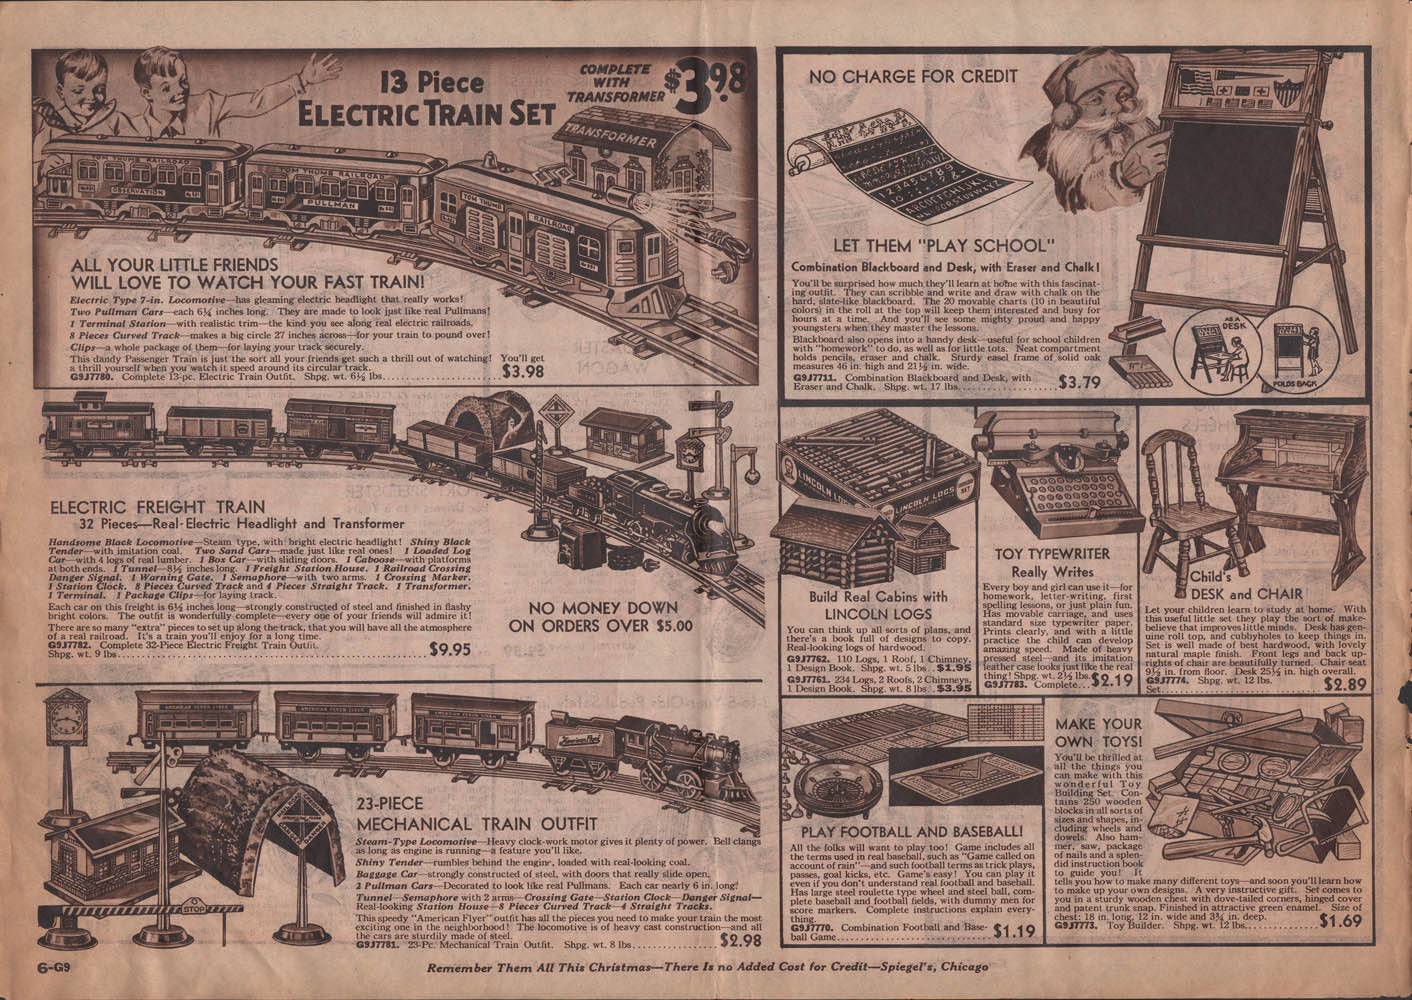 13 Piece
ELECTRIC TRAIN SET
COMPLETE
WITH
TRANSFORMER
$3.98
TRANSFORMER
TOM THUMB RAILROAD
OBSERVATION
TOM THUMB RAILROAD
PULLMAN
TOM THUMB
RAILROAD
ALL YOUR LITTLE FRIENDS
WILL LOVE TO WATCH YOUR FAST TRAIN!
Electric Type 7-in. Locomotive—has gleaming electric headlight that really works!
Two Pullman Cars—each 6¼ inches long. They are made to look just like real Pullmans!
1 Terminal Station—with realistic trim—the kind you see along real electric railroads.
8 Pieces Curved Track—makes a big circle 27 inches across—for your train to pound over!
Clips—a whole package of them—for laying your track securely.
This dandy Passenger Train is just the sort all your friends get such a thrill out of watching! You'll get
a thrill yourself when you watch it speed around its circular track.
G9J7780. Complete 13-pc. Electric Train Outfit. Shpg. wt. 6½ lbs. $3.98
ELECTRIC FREIGHT TRAIN
32 Pieces—Real-Electric Headlight and Transformer
Handsome Black Locomotive—Steam type, with bright electric headlight! Shiny Black
Tender—with imitation coal. Two Sand Cars—made just like real ones! 1 Loaded Log
Car—with 4 logs of real lumber. 1 Box Car—with sliding doors. 1 Caboose—with platforms
at both ends. 1 Tunnel—8½ inches long. 1 Freight Station House. 1 Railroad Crossing
Danger Signal. 1 Warning Gate. 1 Semaphore—with two arms. 1 Crossing Marker.
1 Station Clock. 8 Pieces Curved Track and 4 Pieces Straight Track. 1 Transformer.
1 Terminal. 1 Package Clips—for laying track.
Each car on this freight is 6½ inches long—strongly constructed of steel and finished in flashy
bright colors. The outfit is wonderfully complete—every one of your friends will admire it!
There are so many "extra" pieces to set up along the track, that you will have all the atmosphere
of a real railroad. It's a train you'll enjoy for a long time.
G9J7782. Complete 32-Piece Electric Freight Train Outfit.
Shpg. wt. 9 lbs. $9.95
NO MONEY DOWN
ON ORDERS OVER $5.00
AMERICAN FLYER LINES
AMERICAN FLYER LINES
American Flyer
STOP
23-PIECE
MECHANICAL TRAIN OUTFIT
Steam-Type Locomotive—Heavy clock-work motor gives it plenty of power. Bell clangs
as long as engine is running—a feature you'll like.
Shiny Tender—rumbles behind the engine, loaded with real-looking coal.
Baggage Car—strongly constructed of steel, with doors that really slide open.
2 Pullman Cars—Decorated to look like real Pullmans. Each car nearly 6 in. long!
Tunnel—Semaphore with 2 arms—Crossing Gate—Station Clock—Danger Signal—
Real-looking Station House—8 Pieces Curved Track—4 Straight Tracks.
This speedy "American Flyer" outfit has all the pieces you need to make your train the most
exciting one in the neighborhood! The locomotive is of heavy cast construction—and all
the cars are sturdily made of steel.
G9J7781. 23-Pc. Mechanical Train Outfit. Shpg. wt. 8 lbs. $2.98
NO CHARGE FOR CREDIT
LET THEM "PLAY SCHOOL"
Combination Blackboard and Desk, with Eraser and Chalk!
You'll be surprised how much they'll learn at home with this fascinat-
ing outfit. They can scribble and write and draw with chalk on the
hard, slate-like blackboard. The 20 movable charts (10 in beautiful
colors) in the roll at the top will keep them interested and busy for
hours at a time. And you'll see some mighty proud and happy
youngsters when they master the lessons.
Blackboard also opens into a handy desk—useful for school children
with "homework" to do, as well as for little tots. Neat compartment
holds pencils, eraser and chalk. Sturdy easel frame of solid oak
measures 46 in. high and 21½ in. wide.
G9J7711. Combination Blackboard and Desk, with
Eraser and Chalk. Shpg. wt. 17 lbs. $3.79
AS A
DESK
FOLDS BACK
LINCOLN LOGS
LINCOLN LOGS
Build Real Cabins with
LINCOLN LOGS
You can think up all sorts of plans, and
there's a book full of designs to copy.
Real-looking logs of hardwood.
G9J7762. 110 Logs, 1 Roof, 1 Chimney,
1 Design Book. Shpg. wt. 5 lbs. $1.95
G9J7761. 234 Logs, 2 Roofs, 2 Chimneys,
1 Design Book. Shpg. wt. 8 lbs. $3.95
TOY TYPEWRITER
Really Writes
Every boy and girl can use it—for
homework, letter-writing, first
spelling lessons, or just plain fun.
Has movable carriage, and uses
standard size typewriter paper.
Prints clearly, and with a little
practice the child can develop
amazing speed. Made of heavy
pressed steel—and its imitation
leather case looks just like the real
thing! Shpg. wt. 2½ lbs.
G9J7783. Complete... $2.19
Child's
DESK and CHAIR
Let your children learn to study at home. With
this useful little set they play the sort of make-
believe that improves little minds. Desk has gen-
uine roll top, and cubbyholes to keep things in.
Set is well made of best hardwood, with lovely
natural maple finish. Front legs and back up-
rights of chair are beautifully turned. Chair seat
9½ in. from floor. Desk 25½ in. high overall.
G9J7774. Shpg. wt. 12 lbs.
Set. $2.89
PLAY FOOTBALL AND BASEBALL!
All the folks will want to play too! Game includes all
the terms used in real baseball, such as "Game called on
account of rain"—and such football terms as trick plays,
passes, goal kicks, etc. Game's easy! You can play it
even if you don't understand real football and baseball.
Has large steel roulette type wheel and steel ball, com-
plete baseball and football fields, with dummy men for
score markers. Complete instructions explain every-
thing.
G9J7770. Combination Football and Base-
ball Game. $1.19
MAKE YOUR
OWN TOYS!
You'll be thrilled at
all the things you
can make with this
wonderful Toy
Building Set. Con-
tains 250 wooden
blocks in all sorts of
sizes and shapes, in-
cluding wheels and
dowels. Also ham-
mer, saw, package
of nails and a splen-
did instruction book
to guide you! It
tells you how to make many different toys—and soon you'll learn how
to make up your own designs. A very instructive gift. Set comes to
you in a sturdy wooden chest with dove-tailed corners, hinged cover
and patent trunk snap. Finished in attractive green enamel. Size of
chest: 18 in. long, 12 in. wide and 3¾ in. deep.
G9J7773. Toy Builder. Shpg. wt. 12 lbs. $1.69
6-G9
Remember Them All This Christmas—There Is no Added Cost for Credit—Spiegel's, Chicago